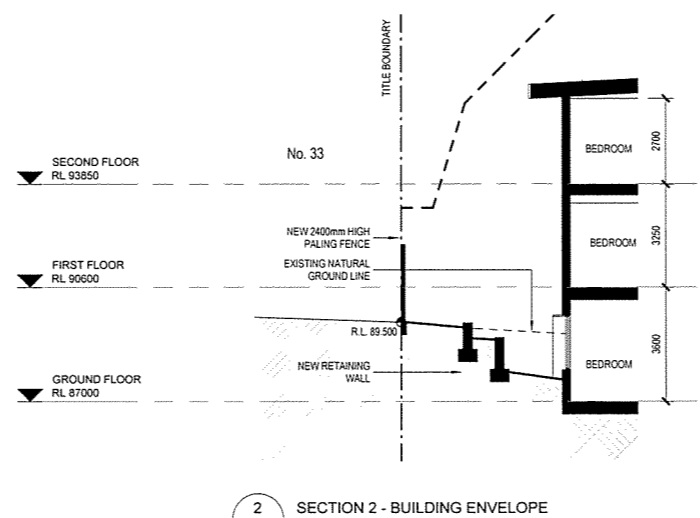 TITLE BOUNDARY
No. 33
BEDROOM
2700
SECOND FLOOR
RL 93850
NEW 2400mm HIGH
PALING FENCE
BEDROOM
3250
EXISTING NATURAL
GROUND LINE
FIRST FLOOR
RL 90600
R.L. 89.500
NEW RETAINING
WALL
BEDROOM
3600
GROUND FLOOR
RL 87000
2
SECTION 2 - BUILDING ENVELOPE